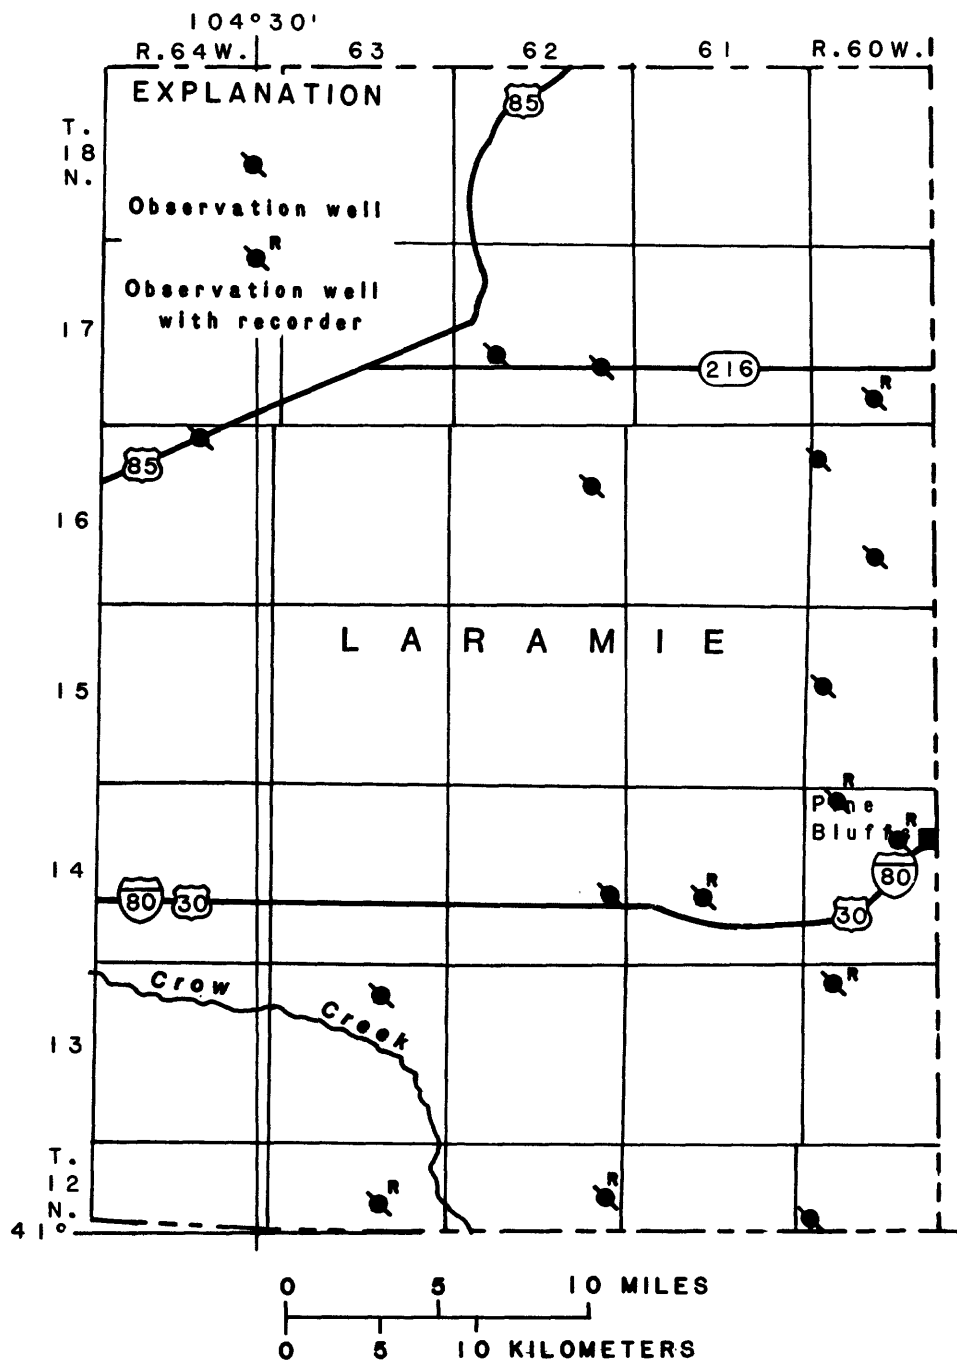 104°30'
R.64W. 63 62 61 R.60W.
EXPLANATION
85
T.
18
N.
Observation well
R
Observation well
with recorder
17
216
R
85
16
LARAMIE
15
R
Pine
Bluffs
R
14
80
80 30
R
30
Crow
Creek
R
13
T.
12
N.
R
R
41°
0 5 10 MILES
0 5 10 KILOMETERS